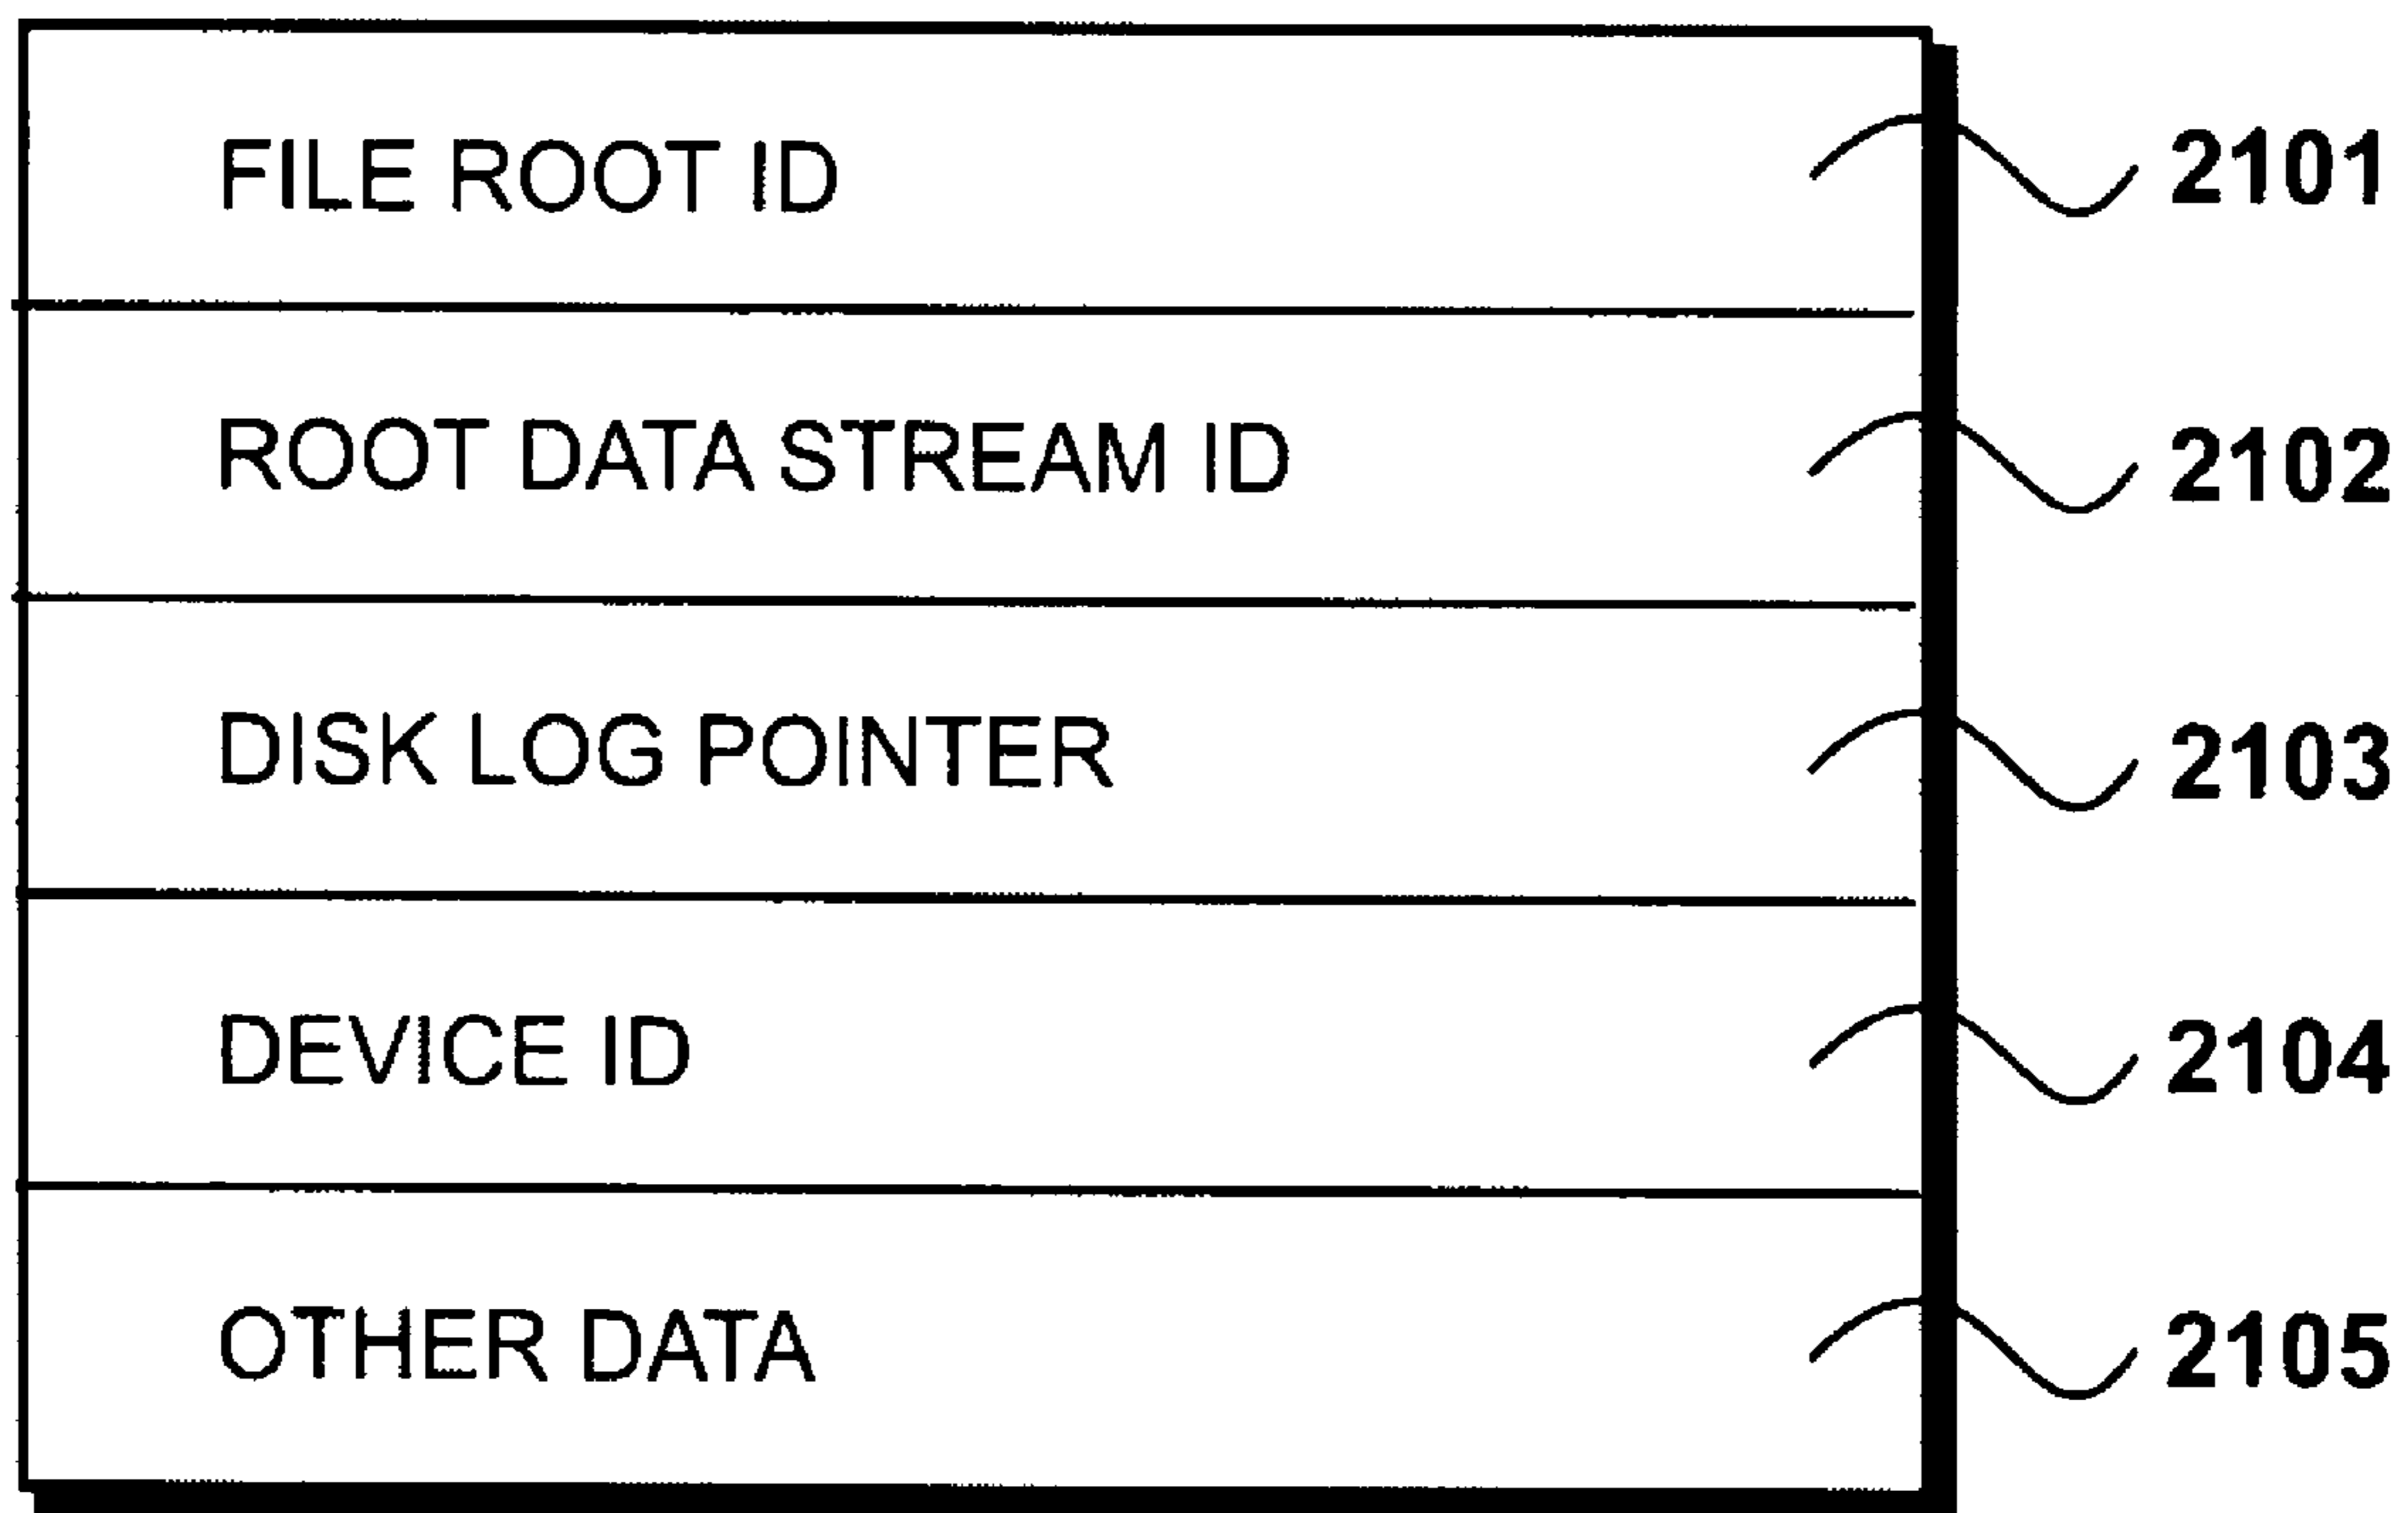 FILE ROOT ID 2101
ROOT DATA STREAM ID 2102
DISK LOG POINTER 2103
DEVICE ID 2104
OTHER DATA 2105